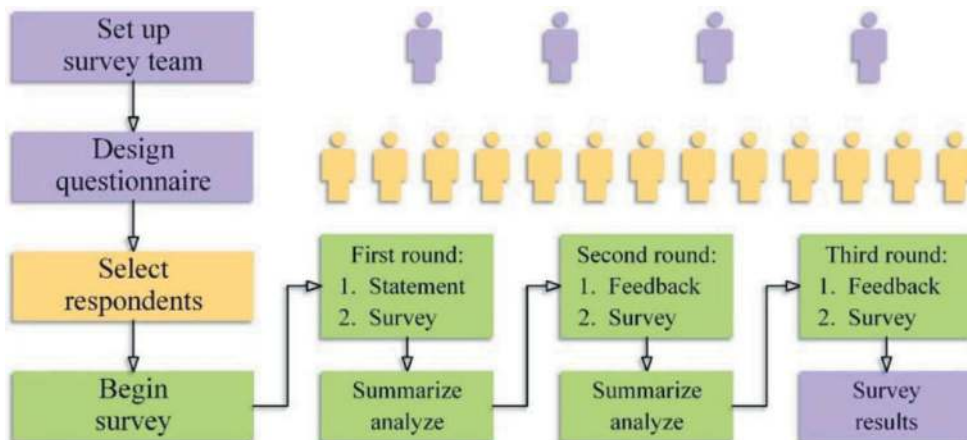 Set up
survey team
Design
questionnaire
Select
respondents
Begin
survey
First round:
1. Statement
2. Survey
Summarize
analyze
Second round:
1. Feedback
2. Survey
Summarize
analyze
Third round:
1. Feedback
2. Survey
Survey
results